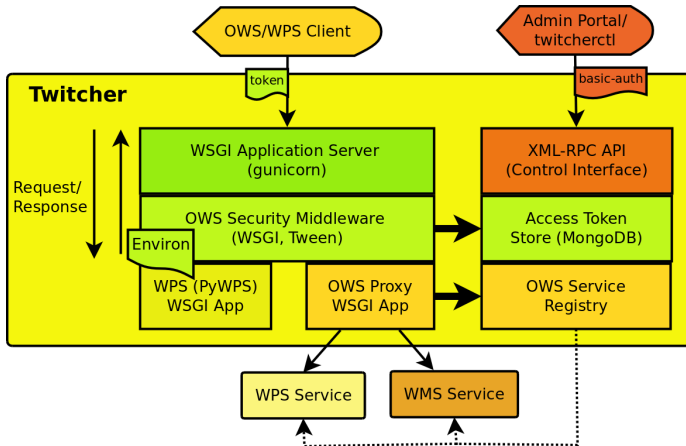 OWS/WPS Client
Admin Portal/
twitcherctl
token
basic-auth
Twitcher
Request/
Response
WSGI Application Server
(gunicorn)
XML-RPC API
(Control Interface)
OWS Security Middleware
(WSGI, Tween)
Access Token
Store (MongoDB)
Environ
WPS (PyWPS)
WSGI App
OWS Proxy
WSGI App
OWS Service
Registry
WPS Service
WMS Service